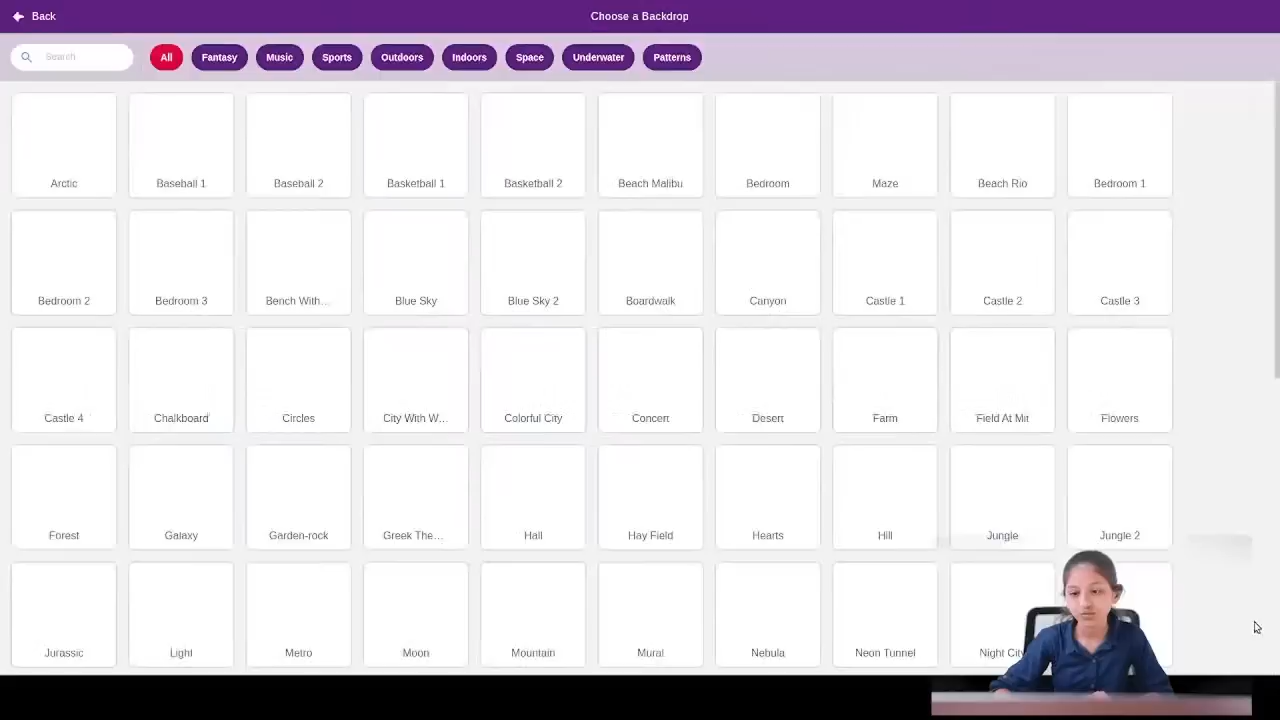 Back
Choose a Backdrop
Search
All Fantasy Music Sports Outdoors Indoors Space Underwater Patterns
Arctic Baseball 1 Baseball 2 Basketball 1 Basketball 2 Beach Malibu Bedroom Maze Beach Rio Bedroom 1
Bedroom 2 Bedroom 3 Bench With... Blue Sky Blue Sky 2 Boardwalk Canyon Castle 1 Castle 2 Castle 3
Castle 4 Chalkboard Circles City With W... Colorful City Concert Desert Farm Field At Mit Flowers
Forest Galaxy Garden-rock Greek The... Hall Hay Field Hearts Hill Jungle Jungle 2
Jurassic Light Metro Moon Mountain Mural Nebula Neon Tunnel Night City